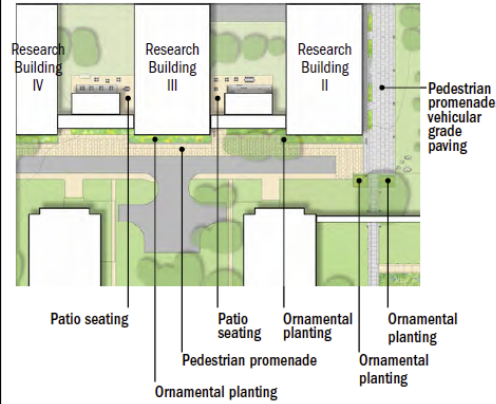 Research
Building
IV
Research
Building
III
Research
Building
II
Pedestrian
promenade
vehicular
grade
paving
Patio seating
Patio
seating
Ornamental
planting
Ornamental
planting
Pedestrian promenade
Ornamental
planting
Ornamental planting